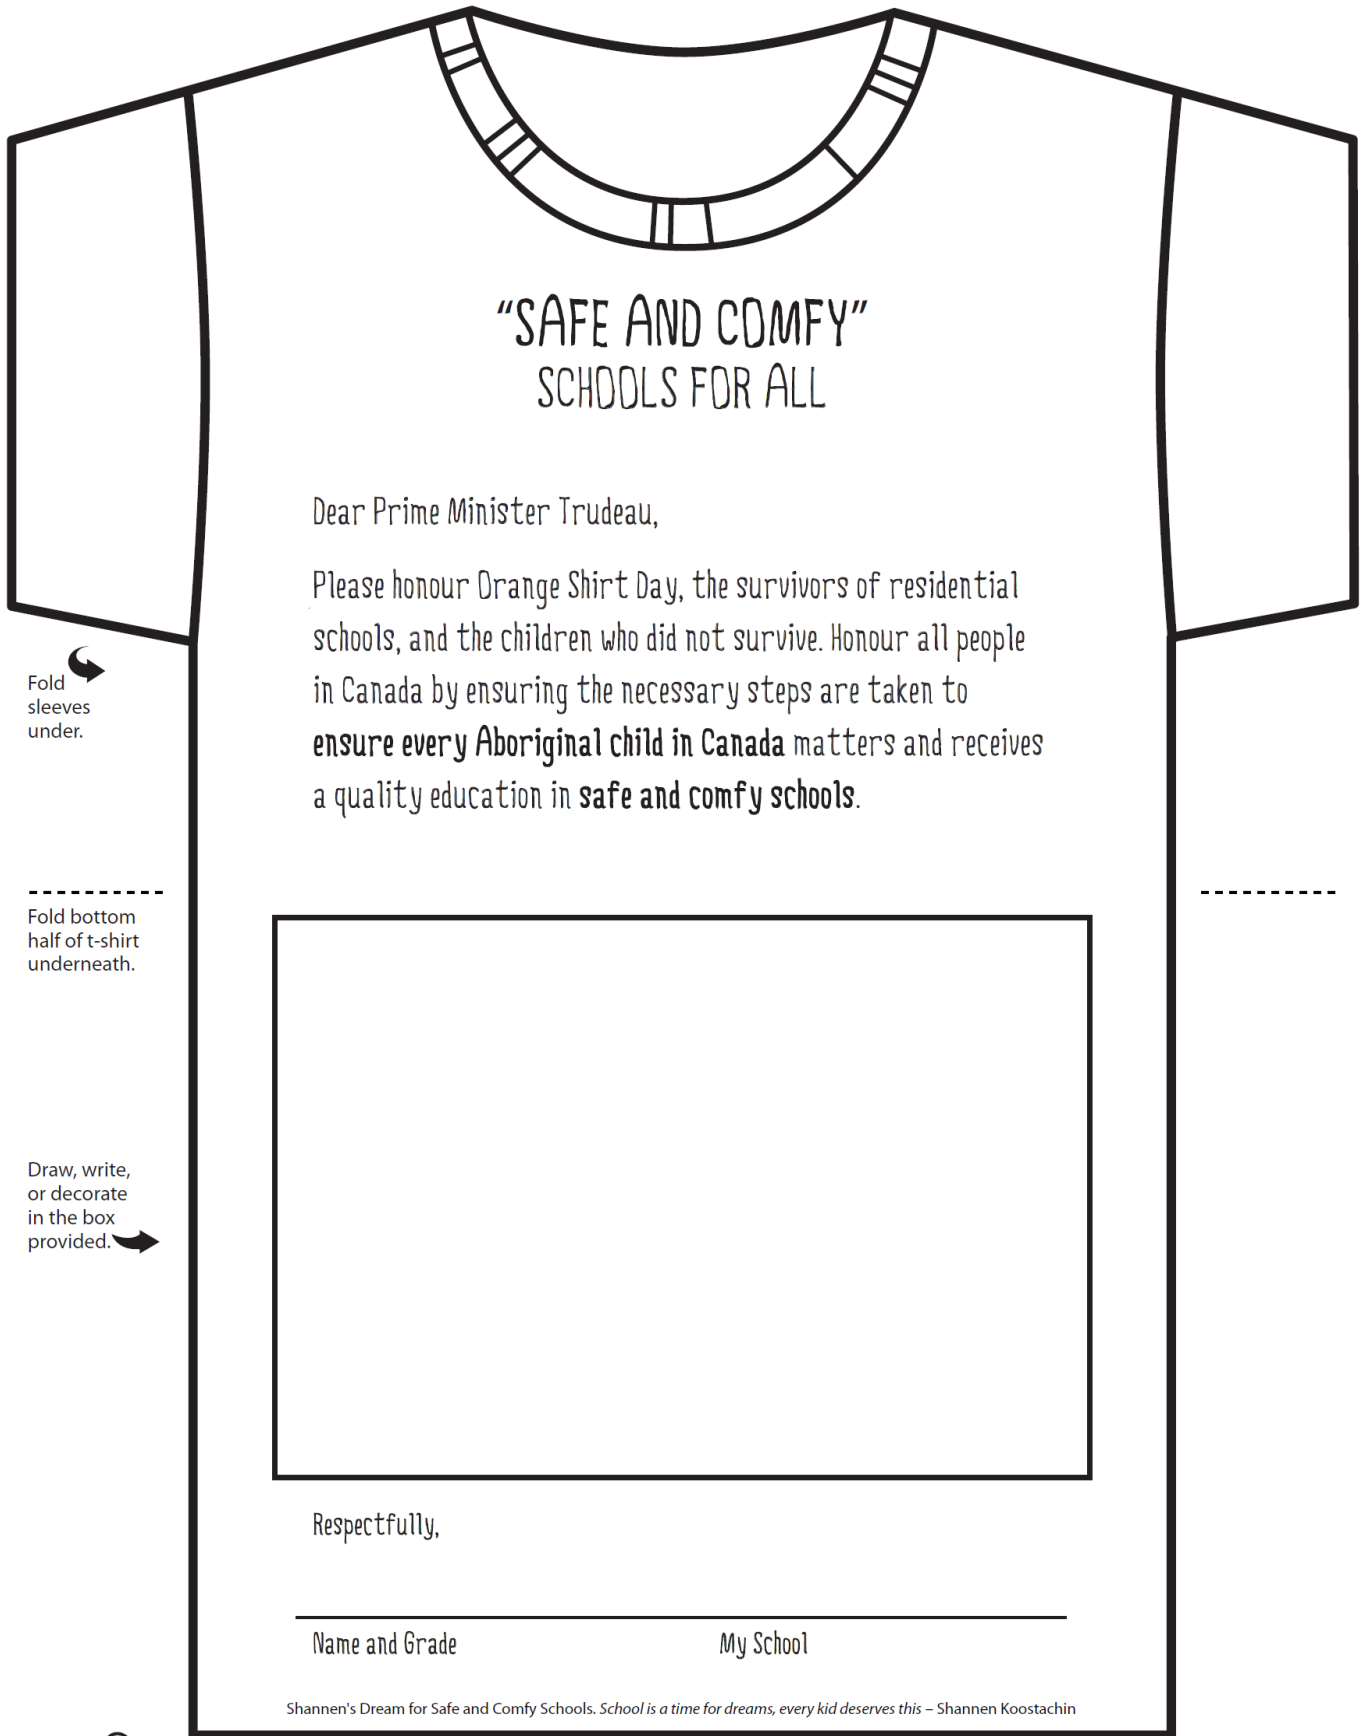 “SAFE AND COMFY”
SCHOOLS FOR ALL
Dear Prime Minister Trudeau,
Please honour Orange Shirt Day, the survivors of residential
schools, and the children who did not survive. Honour all people
in Canada by ensuring the necessary steps are taken to
ensure every Aboriginal child in Canada matters and receives
a quality education in safe and comfy schools.
Fold
sleeves
under.
Fold bottom
half of t-shirt
underneath.
Draw, write,
or decorate
in the box
provided.
Respectfully,
Name and Grade
My School
Shannen's Dream for Safe and Comfy Schools. School is a time for dreams, every kid deserves this – Shannen Koostachin